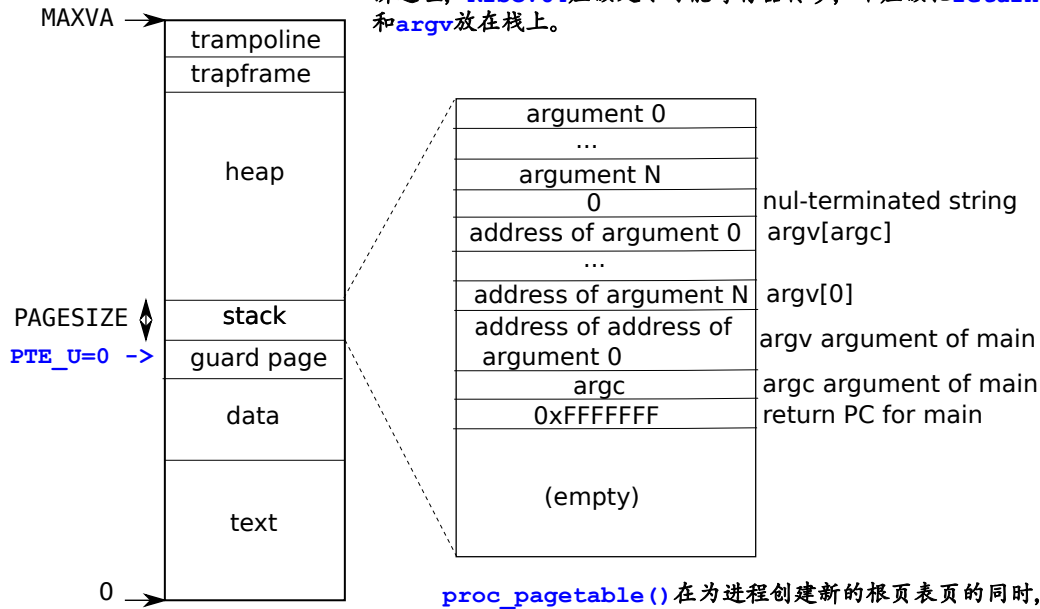 和argv放在栈上。
MAXVA
trampoline
trapframe
heap
PAGESIZE
stack
PTE_U=0 ->
guard page
data
text
0
argument 0
...
argument N
0
nul-terminated string
address of argument 0
argv[argc]
...
address of argument N
argv[0]
address of address of
argument 0
argv argument of main
argc
argc argument of main
0xFFFFFFF
return PC for main
(empty)
proc_pagetable()在为进程创建新的根页表页的同时,